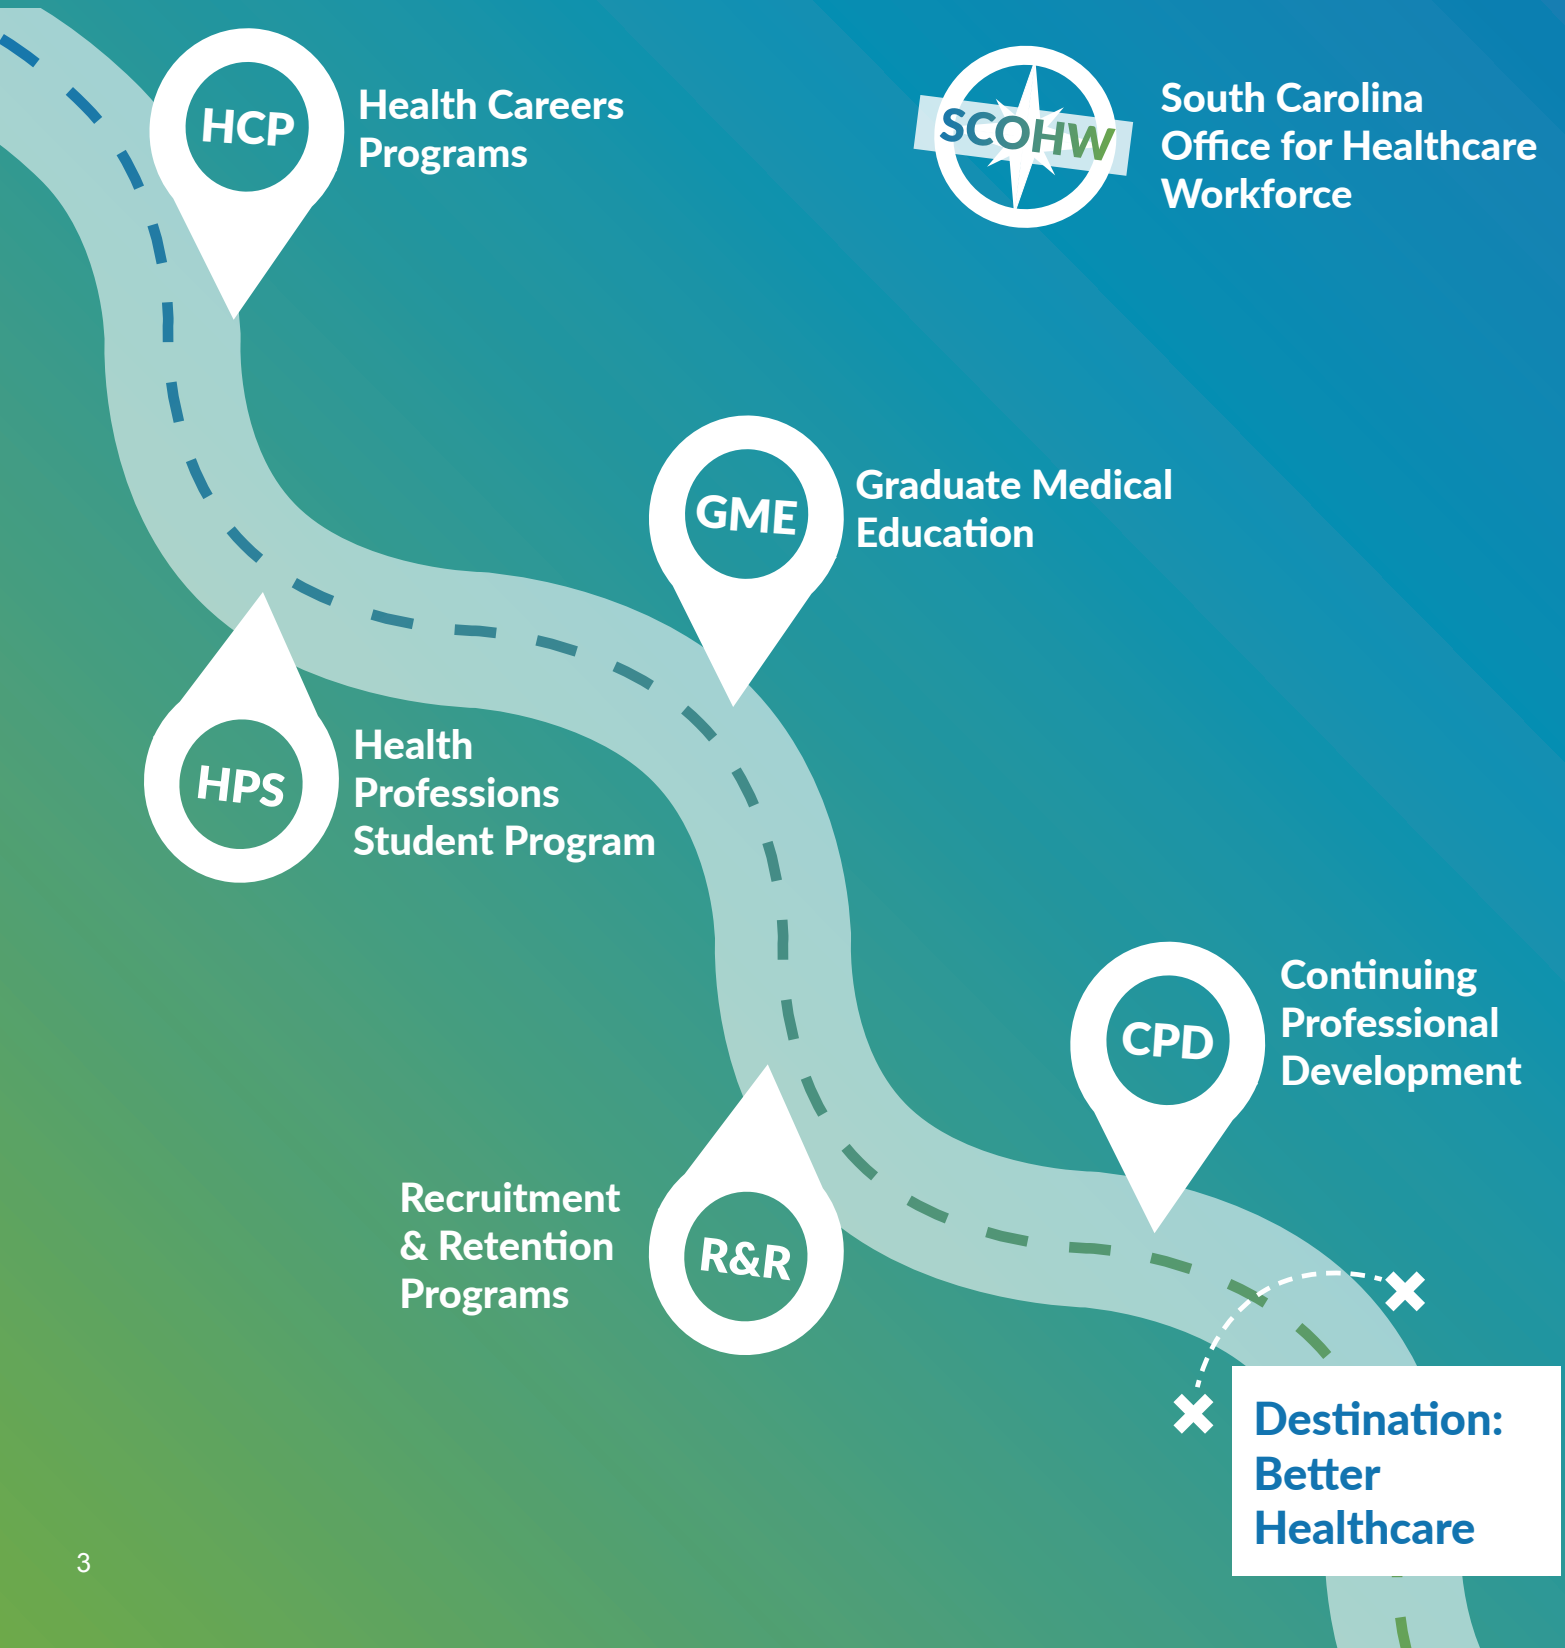 HCP
Health Careers
Programs
SCOHW
South Carolina
Office for Healthcare
Workforce
GME
Graduate Medical
Education
HPS
Health
Professions
Student Program
CPD
Continuing
Professional
Development
Recruitment
& Retention
Programs
R&R
Destination:
Better
Healthcare
3